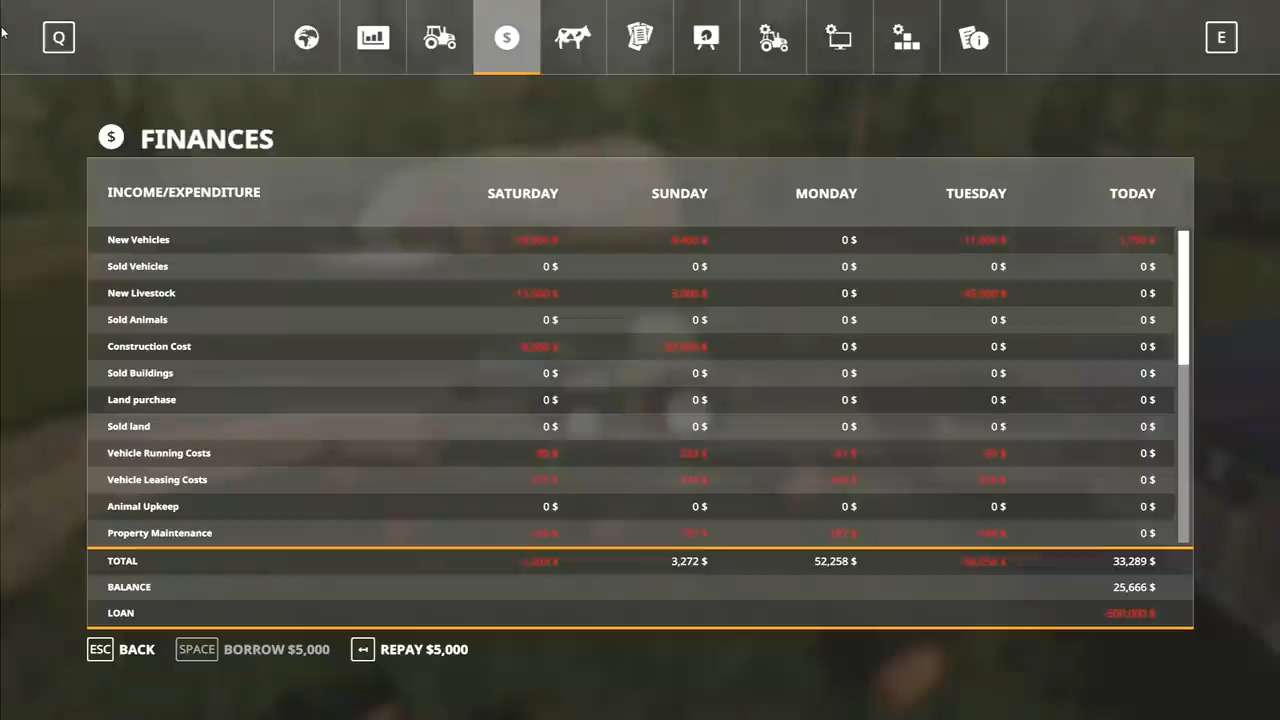 Q
$
E
$ FINANCES
INCOME/EXPENDITURE SATURDAY SUNDAY MONDAY TUESDAY TODAY
New Vehicles 0 $
Sold Vehicles 0 $ 0 $ 0 $ 0 $ 0 $
New Livestock 0 $ 0 $
Sold Animals 0 $ 0 $ 0 $ 0 $ 0 $
Construction Cost 0 $ 0 $ 0 $
Sold Buildings 0 $ 0 $ 0 $ 0 $ 0 $
Land purchase 0 $ 0 $ 0 $ 0 $ 0 $
Sold land 0 $ 0 $ 0 $ 0 $ 0 $
Vehicle Running Costs 0 $
Vehicle Leasing Costs 0 $
Animal Upkeep 0 $ 0 $ 0 $ 0 $ 0 $
Property Maintenance 0 $
TOTAL 3,272 $ 52,258 $ 33,289 $
BALANCE 25,666 $
LOAN
ESC BACK SPACE BORROW $5,000 REPAY $5,000